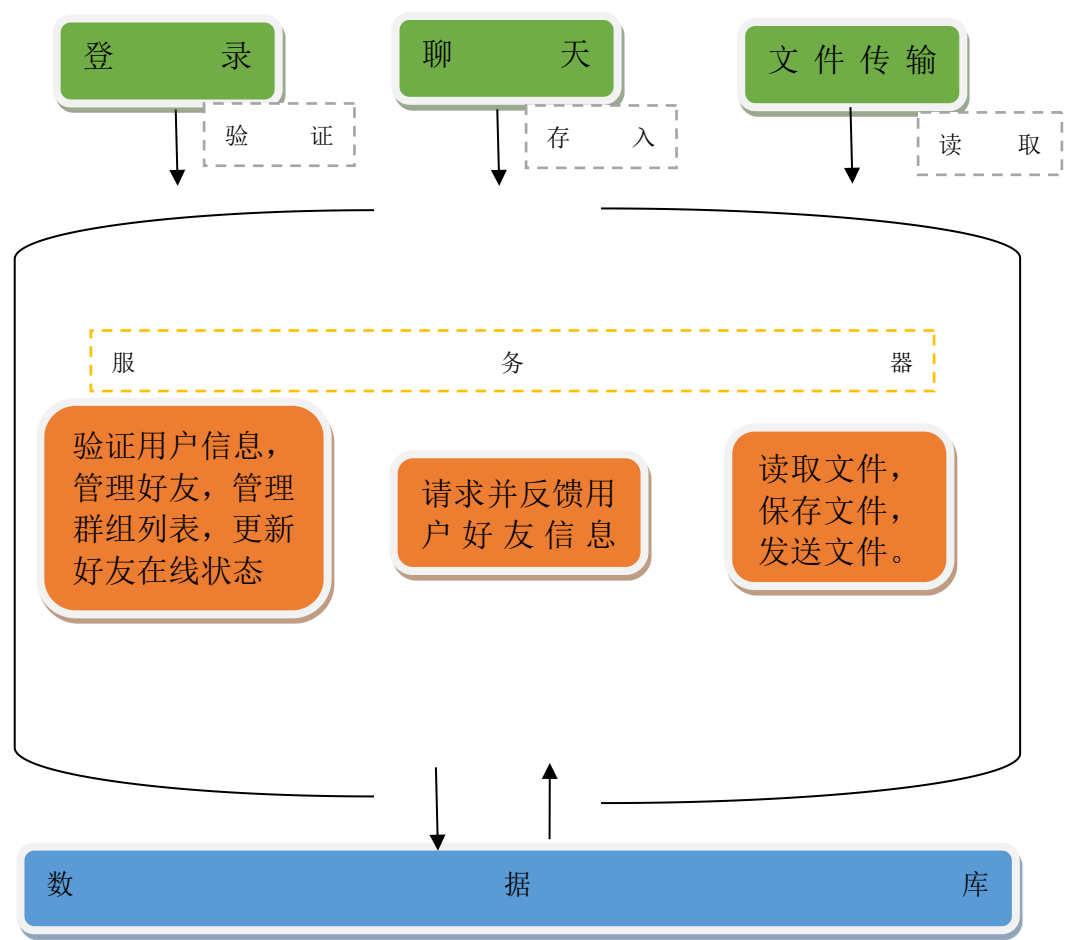 登录
聊天
文件传输
验证
存入
读取
服务器
验证用户信息，
管理好友，管理
群组列表，更新
好友在线状态
请求并反馈用
户好友信息
读取文件，
保存文件，
发送文件。
数据库